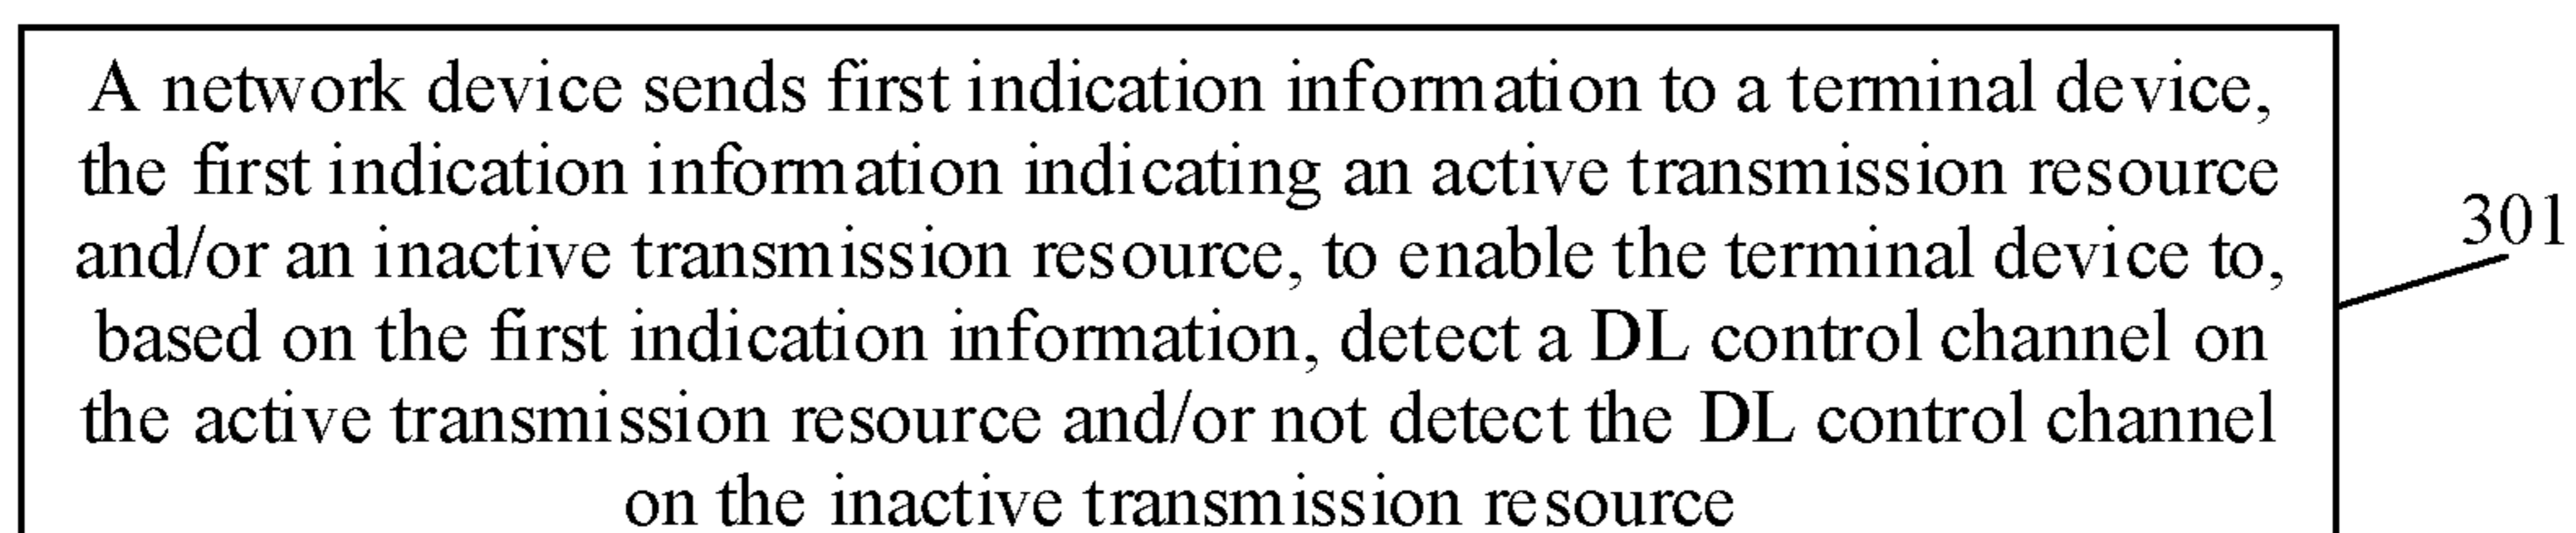 A network device sends first indication information to a terminal device,
the first indication information indicating an active transmission resource
and/or an inactive transmission resource, to enable the terminal device to,
based on the first indication information, detect a DL control channel on
the active transmission resource and/or not detect the DL control channel
on the inactive transmission resource
301